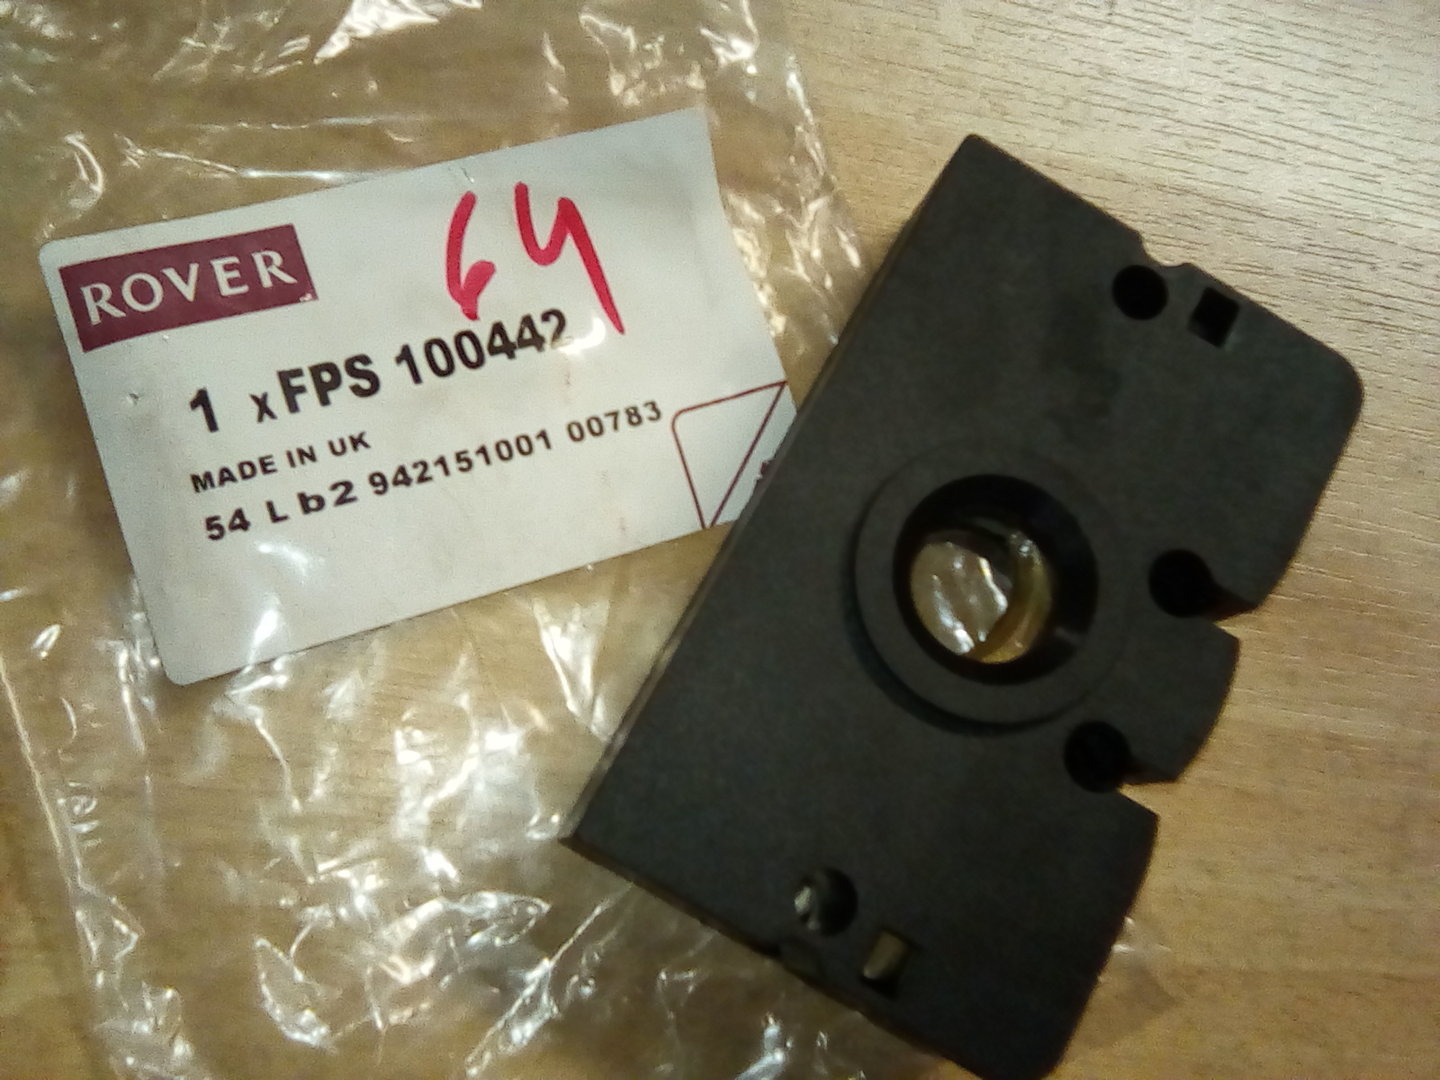 64
ROVER
1 x FPS 100442
MADE IN UK
54 L b2 942151001 00783